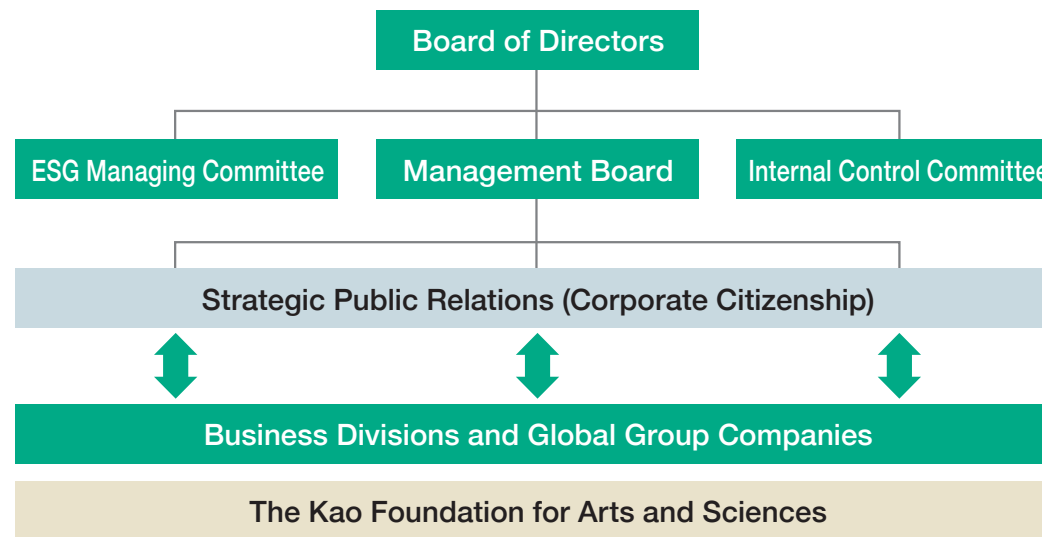 Board of Directors
ESG Managing Committee
Management Board
Internal Control Committee
Strategic Public Relations (Corporate Citizenship)
Business Divisions and Global Group Companies
The Kao Foundation for Arts and Sciences